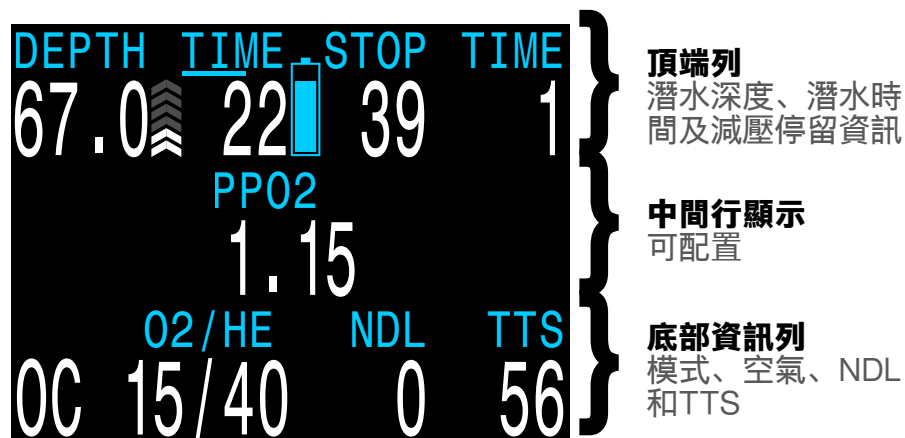 DEPTH TIME STOP TIME
67.0 22 39 1
PPO2
1.15
O2/HE NDL TTS
OC 15/40 0 56
頂端列
潛水深度、潛水時
間及減壓停留資訊
中間行顯示
可配置
底部資訊列
模式、空氣、NDL
和TTS